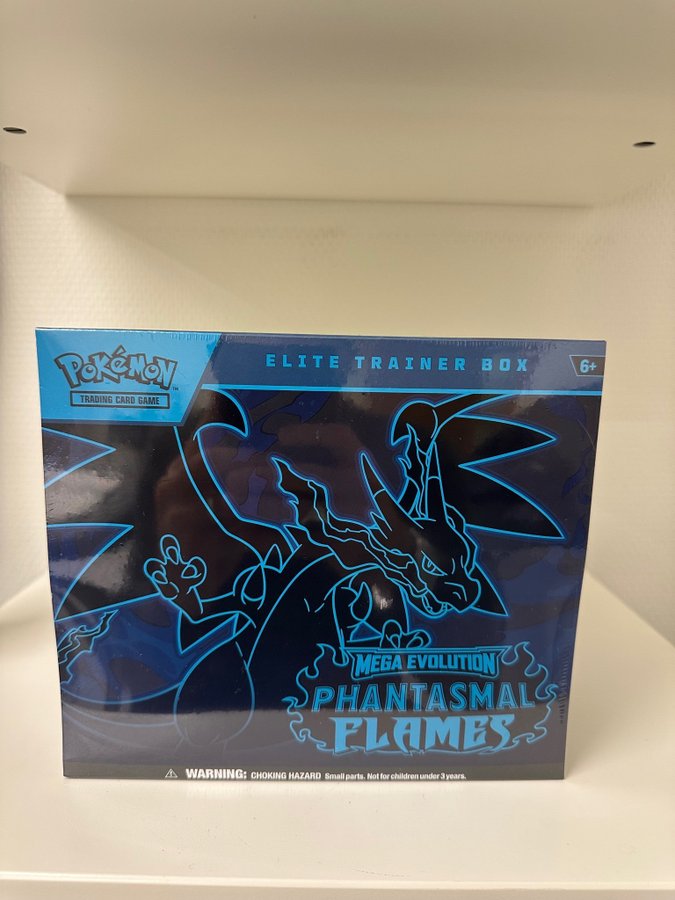 Pokémon
TRADING CARD GAME
ELITE TRAINER BOX
6+
MEGA EVOLUTION
PHANTASMAL
FLAMES
⚠ WARNING: CHOKING HAZARD Small parts. Not for children under 3 years.